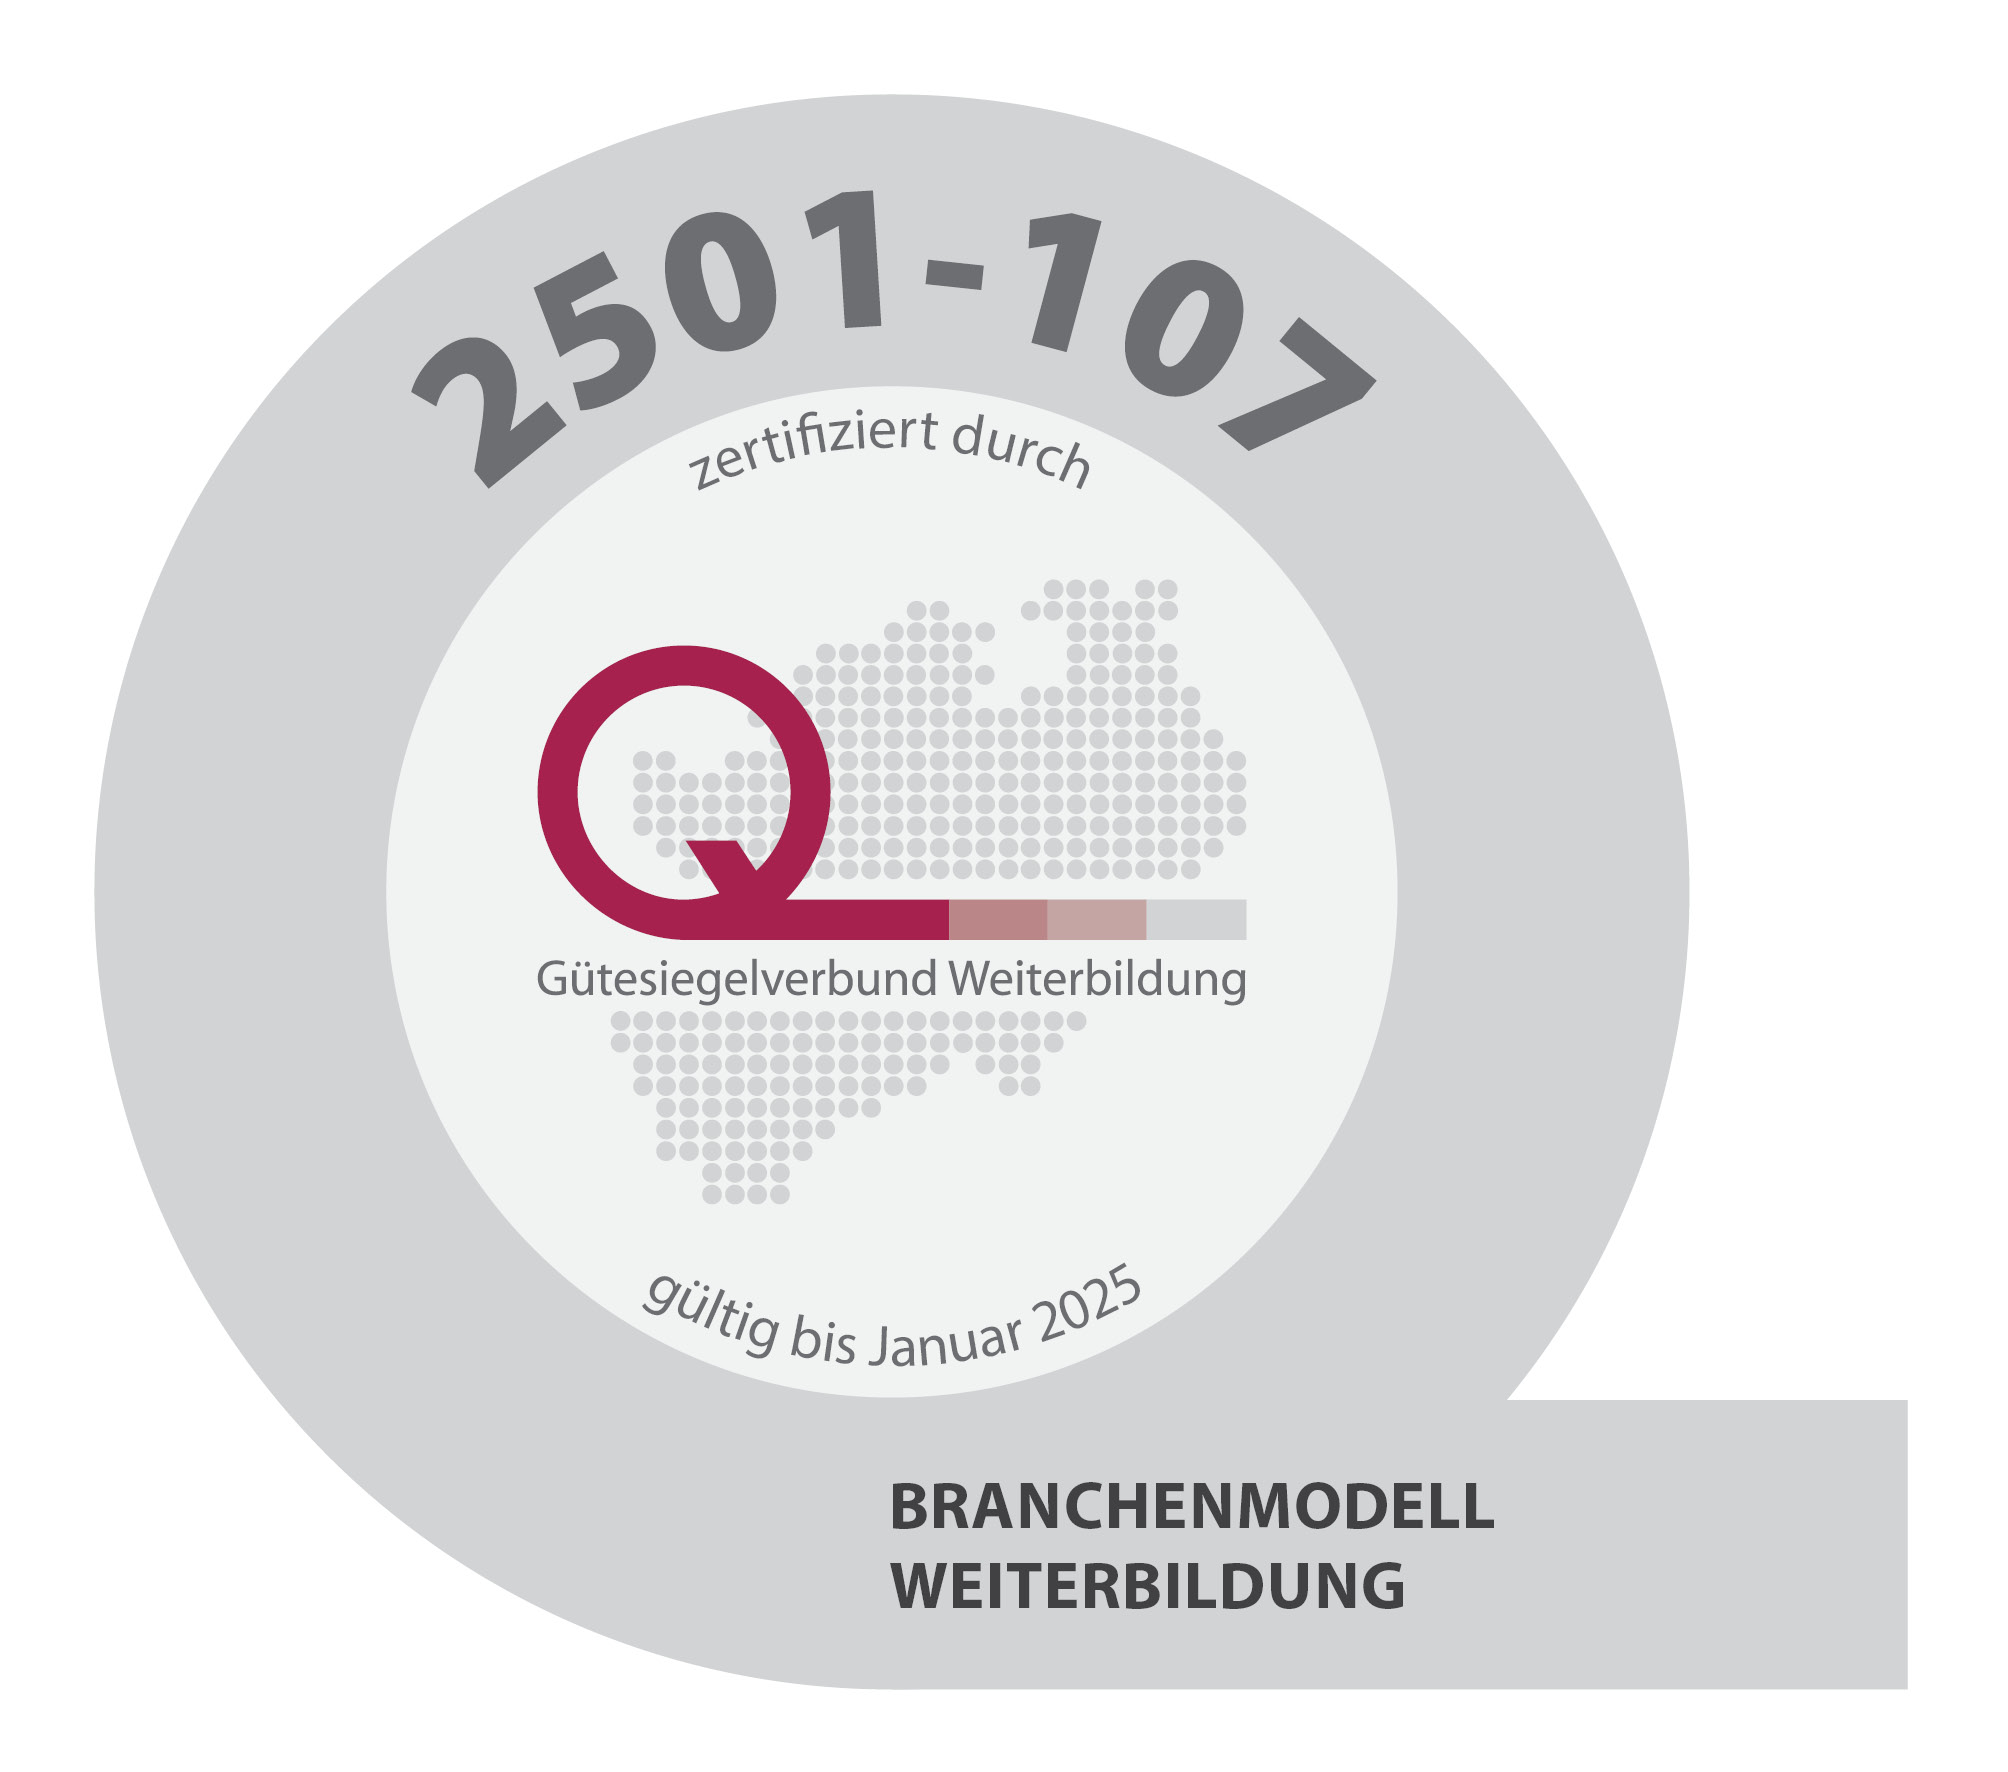 2501-107
zertifiziert durch
Gütesiegelverbund Weiterbildung
gültig bis Januar 2025
BRANCHENMODELL
WEITERBILDUNG